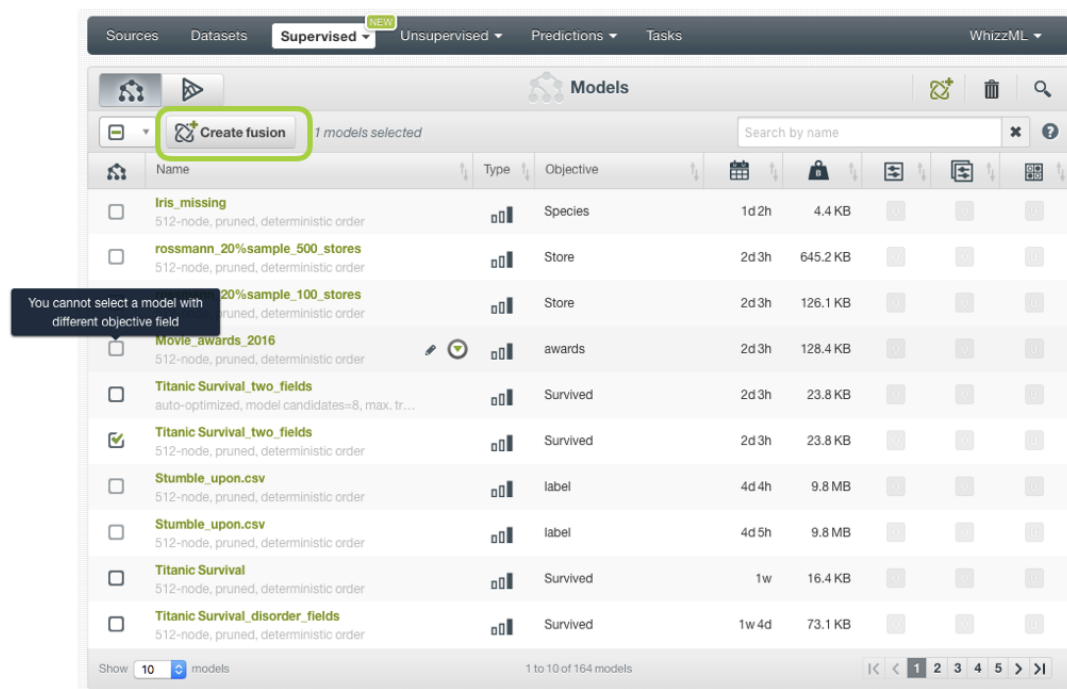 NEW
Sources Datasets Supervised Unsupervised Predictions Tasks WhizzML
Models
Create fusion 1 models selected Search by name
Name Type Objective
Iris_missing
512-node, pruned, deterministic order
Species 1d 2h 4.4 KB
rossmann_20%sample_500_stores
512-node, pruned, deterministic order
Store 2d 3h 645.2 KB
You cannot select a model with
different objective field
20%sample_100_stores
pruned, deterministic order
Store 2d 3h 126.1 KB
Movie_awards_2016
512-node, pruned, deterministic order
awards 2d 3h 128.4 KB
Titanic Survival_two_fields
auto-optimized, model candidates=8, max. tr...
Survived 2d 3h 23.8 KB
Titanic Survival_two_fields
512-node, pruned, deterministic order
Survived 2d 3h 23.8 KB
Stumble_upon.csv
512-node, pruned, deterministic order
label 4d 4h 9.8 MB
Stumble_upon.csv
512-node, pruned, deterministic order
label 4d 5h 9.8 MB
Titanic Survival
512-node, pruned, deterministic order
Survived 1w 16.4 KB
Titanic Survival_disorder_fields
512-node, pruned, deterministic order
Survived 1w 4d 73.1 KB
Show 10 models 1 to 10 of 164 models 1 2 3 4 5